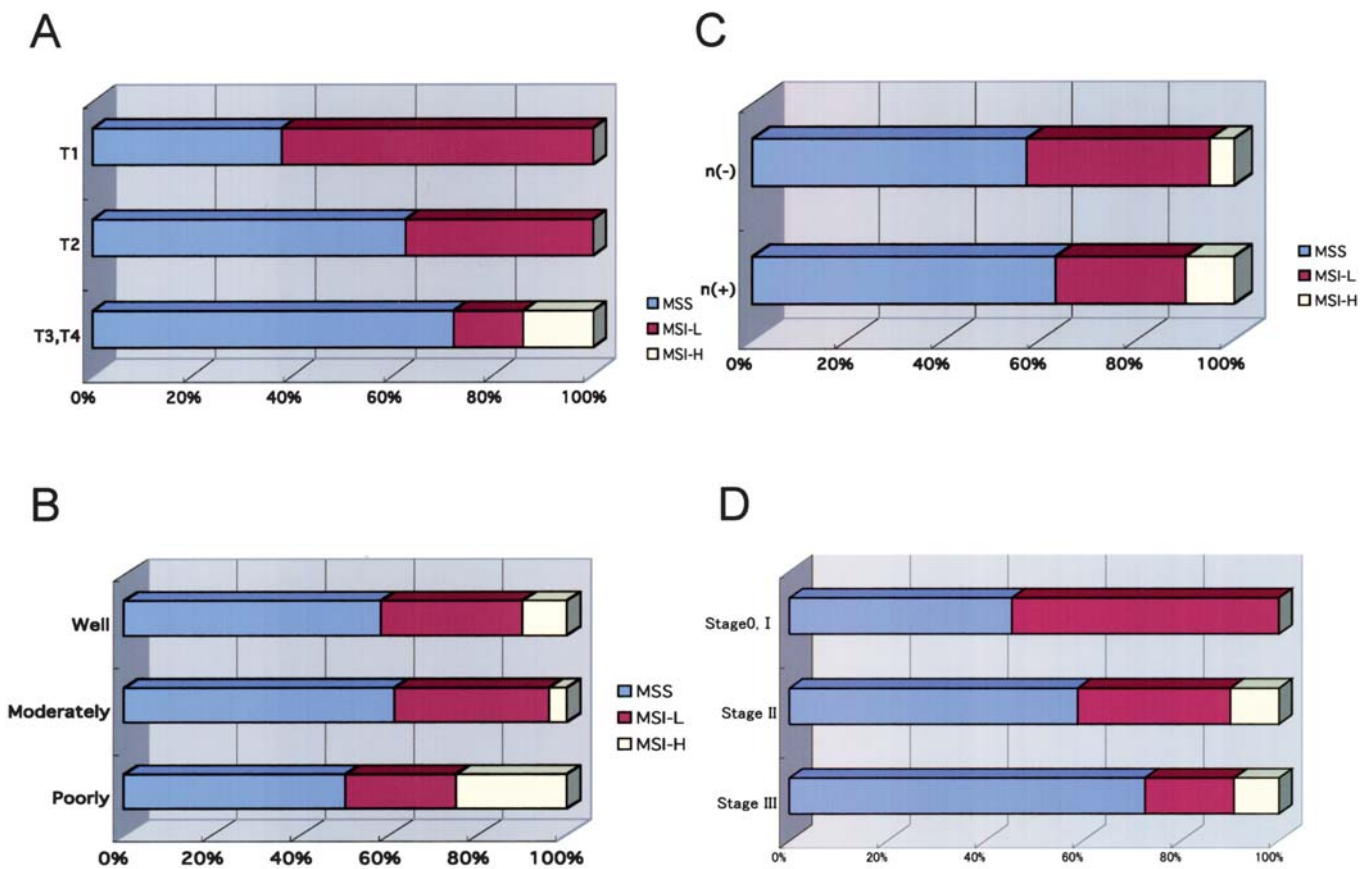 A
T1
T2
T3,T4
0% 20% 40% 60% 80% 100%
MSS
MSI-L
MSI-H
C
n(-)
n(+)
0% 20% 40% 60% 80% 100%
MSS
MSI-L
MSI-H
B
Well
Moderately
Poorly
0% 20% 40% 60% 80% 100%
MSS
MSI-L
MSI-H
D
Stage0, I
Stage II
Stage III
0% 20% 40% 60% 80% 100%